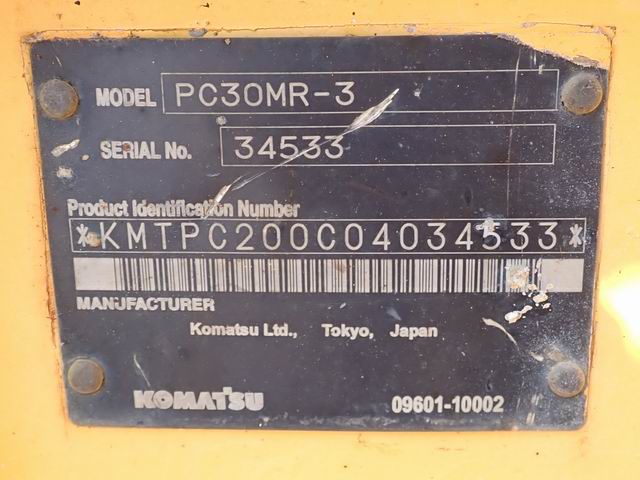 MODEL PC30MR-3
SERIAL No. 34533
Product Identification Number
*KMTPC200C04034533*
MANUFACTURER
Komatsu Ltd., Tokyo, Japan
KOMATSU 09601-10002